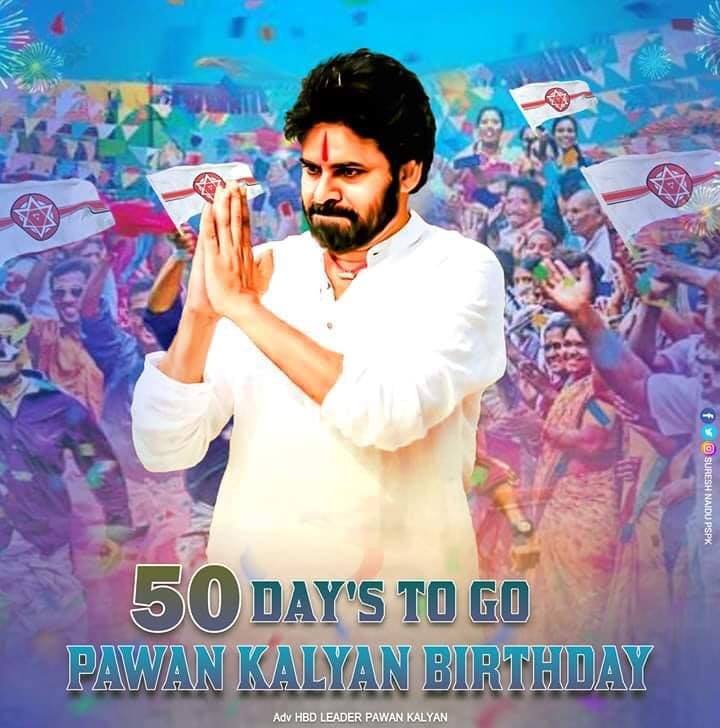 50 DAY'S TO GO
PAWAN KALYAN BIRTHDAY
Adv HBD LEADER PAWAN KALYAN
SURESH NAIDU PSPK